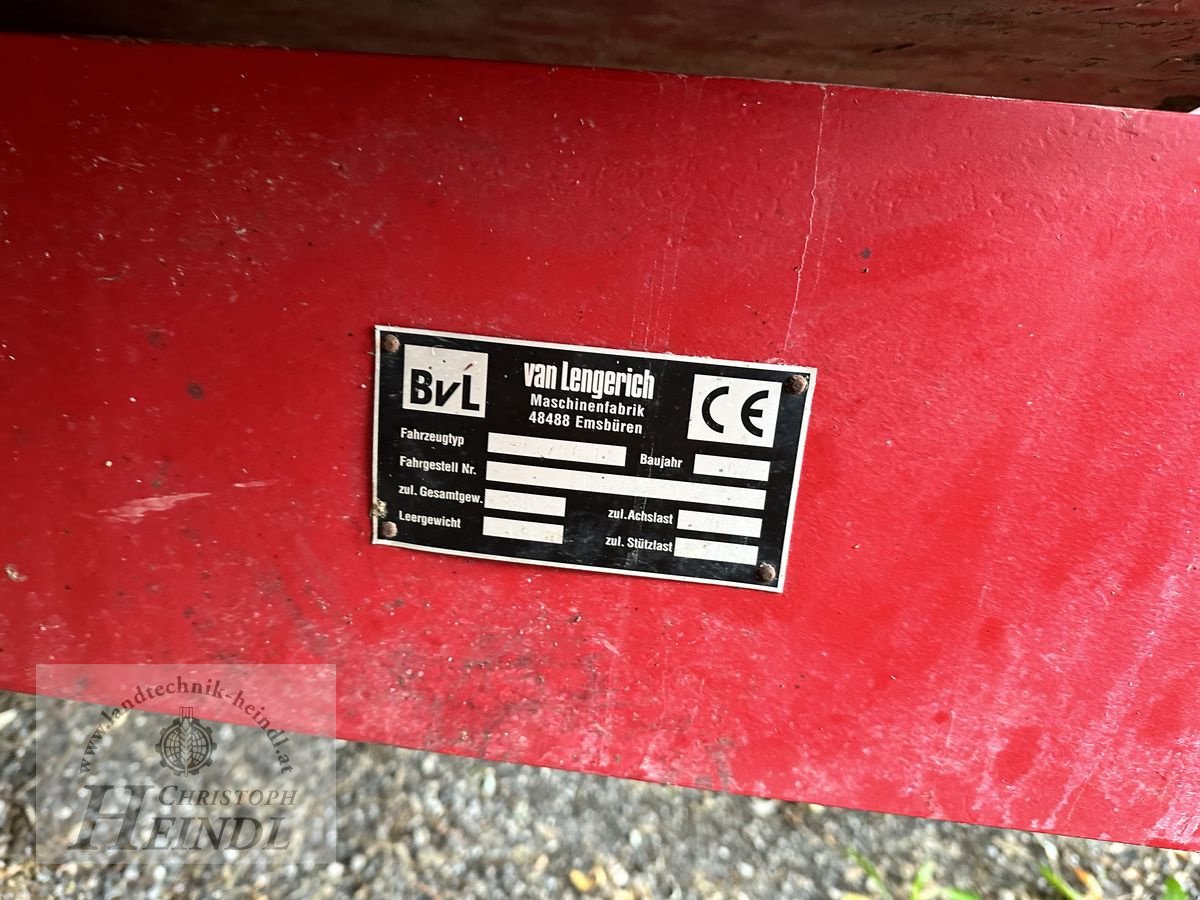 BvL
van Lengerich
Maschinenfabrik
48488 Emsbüren
CE
Fahrzeugtyp
Baujahr
Fahrgestell Nr.
zul. Gesamtgew.
zul. Achslast
Leergewicht
zul. Stützlast
www.landtechnik-heindl.at
CHRISTOPH
HEINDL